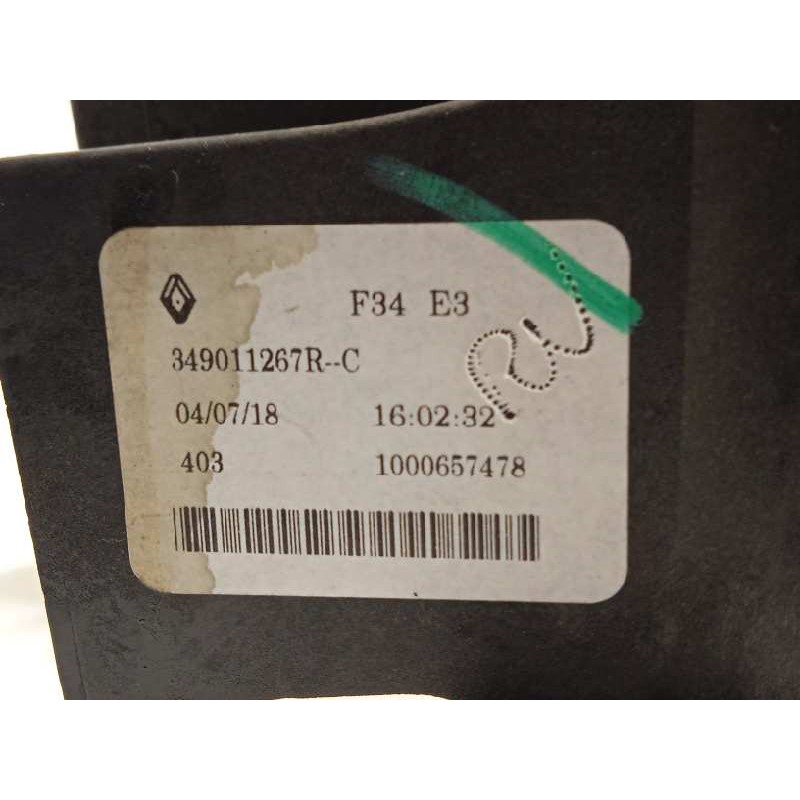 F34 E3
349011267R--C
04/07/18 16:02:32
403 1000657478